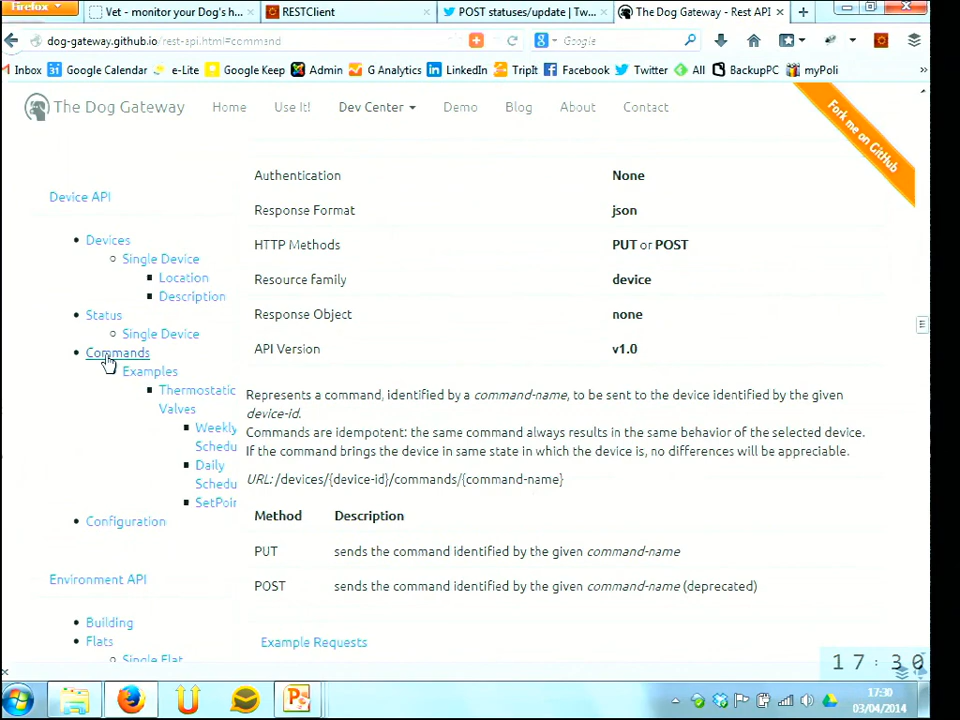 Firefox
Vet - monitor your Dog's h...
RESTClient
POST statuses/update | Tw...
The Dog Gateway - Rest API
dog-gateway.github.io/rest-api.html#command
Google
Inbox
Google Calendar
e-Lite
Google Keep
Admin
G Analytics
LinkedIn
TripIt
Facebook
Twitter
All
BackupPC
myPoli
The Dog Gateway
Home
Use It!
Dev Center
Demo
Blog
About
Contact
Fork me on GitHub
Device API
Devices
Single Device
Location
Description
Status
Single Device
Commands
Examples
Thermostatic
Valves
Weekly
Schedu
Daily
Schedu
SetPoin
Configuration
Environment API
Building
Flats
Single Flat
Authentication None
Response Format json
HTTP Methods PUT or POST
Resource family device
Response Object none
API Version v1.0
Represents a command, identified by a command-name, to be sent to the device identified by the given
device-id.
Commands are idempotent: the same command always results in the same behavior of the selected device.
If the command brings the device in same state in which the device is, no differences will be appreciable.
URL: /devices/{device-id}/commands/{command-name}
Method Description
PUT sends the command identified by the given command-name
POST sends the command identified by the given command-name (deprecated)
Example Requests
17:30
17:30
03/04/2014